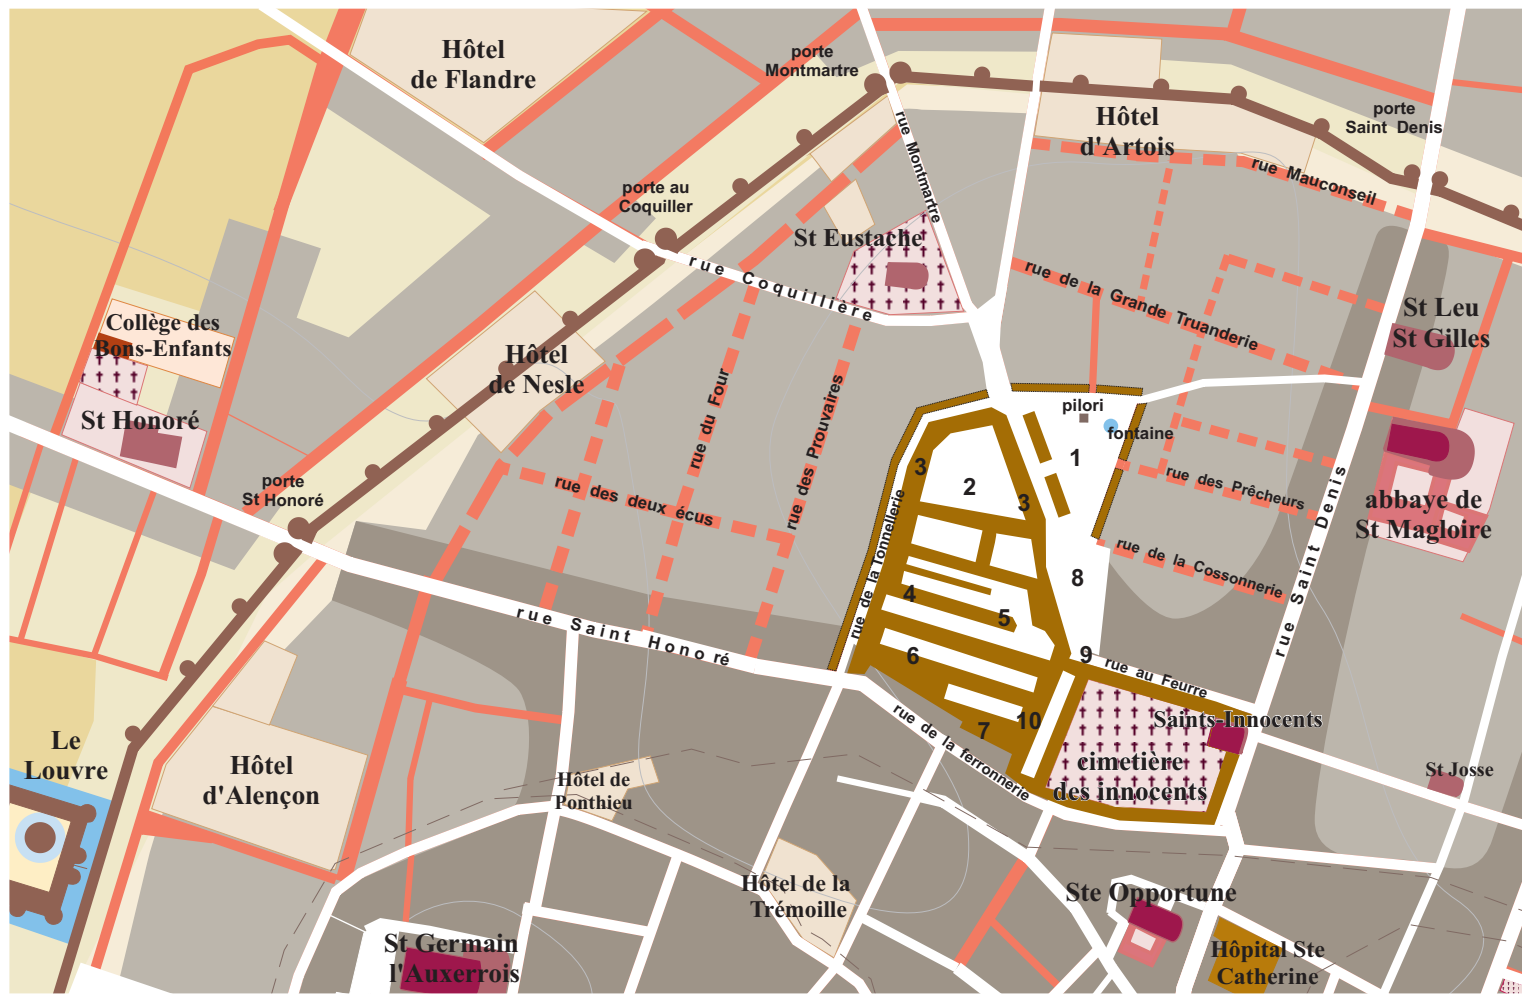 Hôtel
de Flandre
porte
Montmartre
rue Montmartre
Hôtel
d'Artois
porte
Saint Denis
rue Mauconseil
porte au
Coquiller
St Eustache
rue Coquillière
rue de la Grande Truanderie
St Leu
St Gilles
Collège des
Bons-Enfants
Hôtel
de Nesle
St Honoré
rue du Four
rue des Prouvaires
pilori
fontaine
1
2
3
3
porte
St Honoré
rue des deux écus
rue de la Tonnellerie
rue des Prêcheurs
rue Saint Denis
abbaye de
St Magloire
rue de la Cossonnerie
8
4
5
6
9
rue Saint Honoré
rue au Feurre
7
10
rue de la ferronnerie
Saints-Innocents
cimetière
des innocents
Le
Louvre
Hôtel
d'Alençon
Hôtel de
Ponthieu
St Josse
Hôtel de la
Trémoille
Ste Opportune
St Germain
l'Auxerrois
Hôpital Ste
Catherine